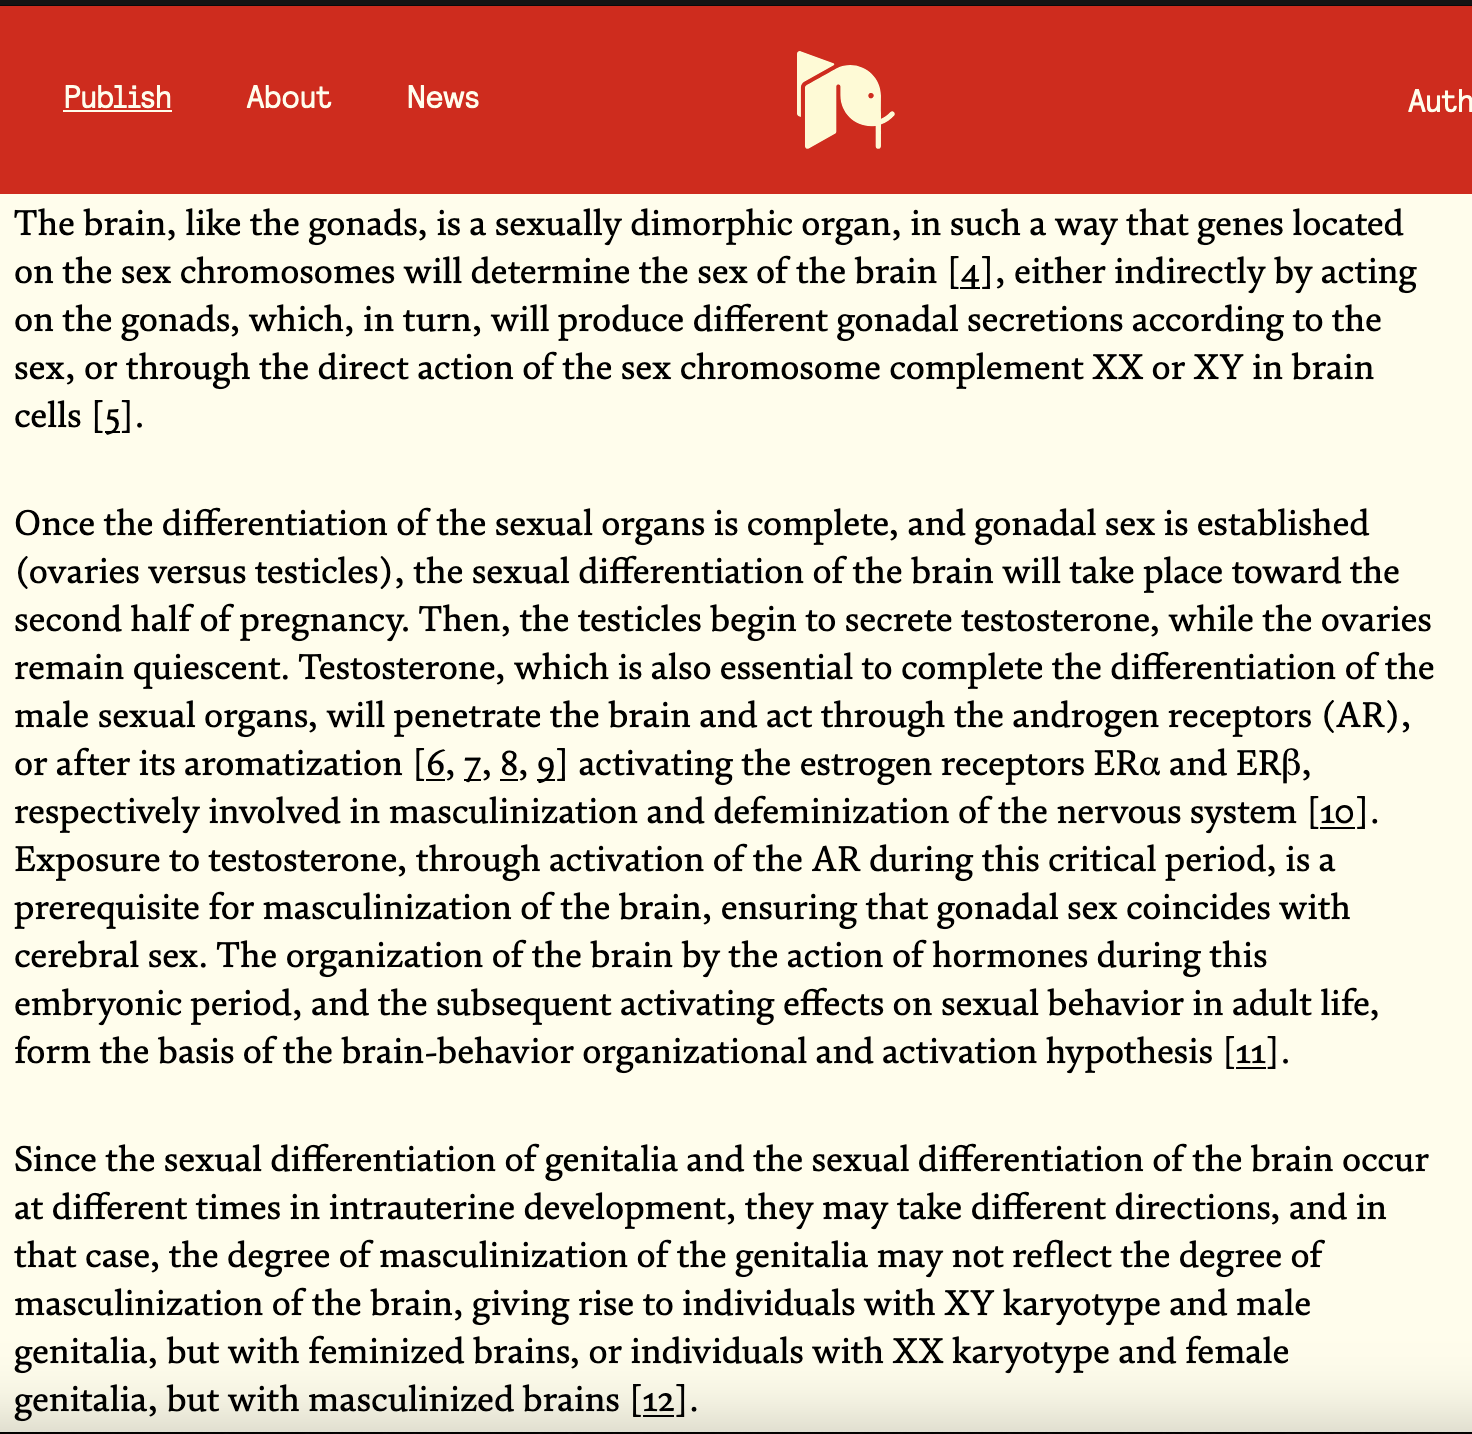 Publish About News Auth
The brain, like the gonads, is a sexually dimorphic organ, in such a way that genes located
on the sex chromosomes will determine the sex of the brain [4], either indirectly by acting
on the gonads, which, in turn, will produce different gonadal secretions according to the
sex, or through the direct action of the sex chromosome complement XX or XY in brain
cells [5].
Once the differentiation of the sexual organs is complete, and gonadal sex is established
(ovaries versus testicles), the sexual differentiation of the brain will take place toward the
second half of pregnancy. Then, the testicles begin to secrete testosterone, while the ovaries
remain quiescent. Testosterone, which is also essential to complete the differentiation of the
male sexual organs, will penetrate the brain and act through the androgen receptors (AR),
or after its aromatization [6, 7, 8, 9] activating the estrogen receptors ERα and ERβ,
respectively involved in masculinization and defeminization of the nervous system [10].
Exposure to testosterone, through activation of the AR during this critical period, is a
prerequisite for masculinization of the brain, ensuring that gonadal sex coincides with
cerebral sex. The organization of the brain by the action of hormones during this
embryonic period, and the subsequent activating effects on sexual behavior in adult life,
form the basis of the brain-behavior organizational and activation hypothesis [11].
Since the sexual differentiation of genitalia and the sexual differentiation of the brain occur
at different times in intrauterine development, they may take different directions, and in
that case, the degree of masculinization of the genitalia may not reflect the degree of
masculinization of the brain, giving rise to individuals with XY karyotype and male
genitalia, but with feminized brains, or individuals with XX karyotype and female
genitalia, but with masculinized brains [12].